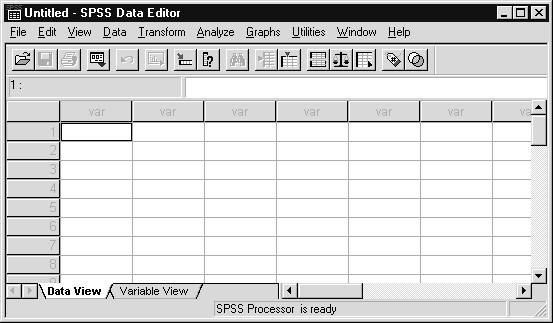 Untitled - SPSS Data Editor
File Edit View Data Transform Analyze Graphs Utilities Window Help
1 :
var var var var var var va
1
2
3
4
5
6
7
8
Data View Variable View
SPSS Processor is ready